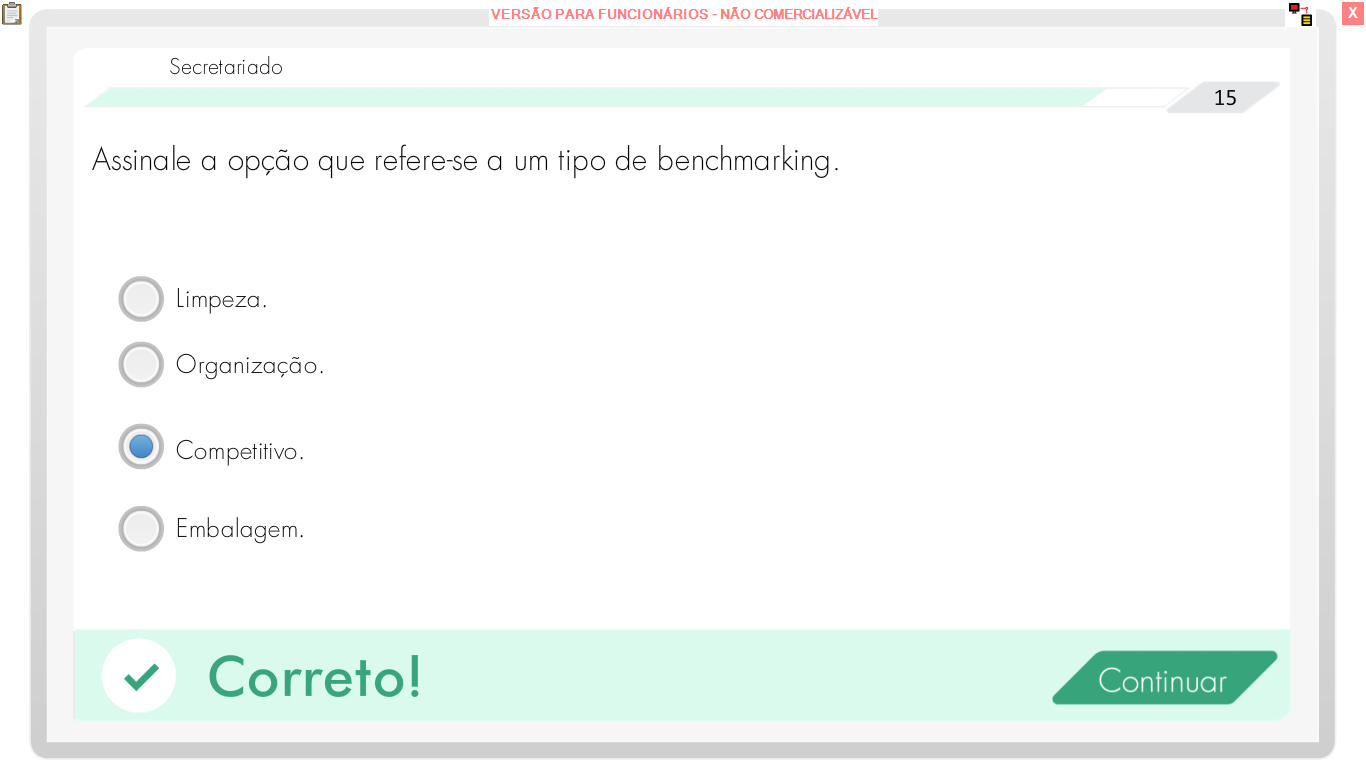 VERSÃO PARA FUNCIONÁRIOS - NÃO COMERCIALIZÁVEL
X
Secretariado
15
Assinale a opção que refere-se a um tipo de benchmarking.
Limpeza.
Organização.
Competitivo.
Embalagem.
Correto!
Continuar